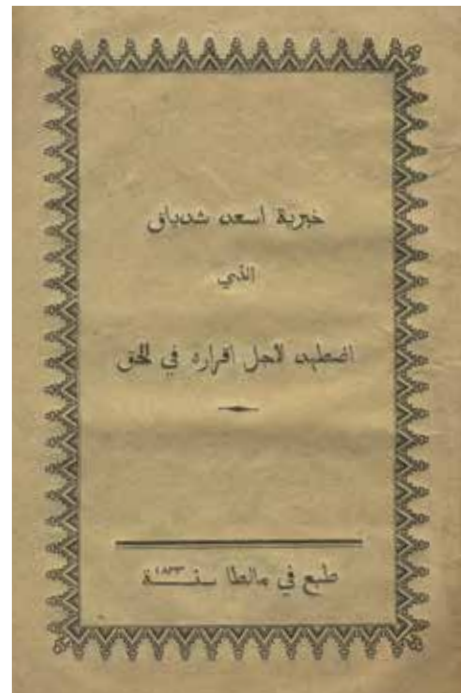 خبرية اسعد شدياق
الذي
اضطهد لاجل اقراره في الحق
طبع في مالطا سنة ١٨٣٣